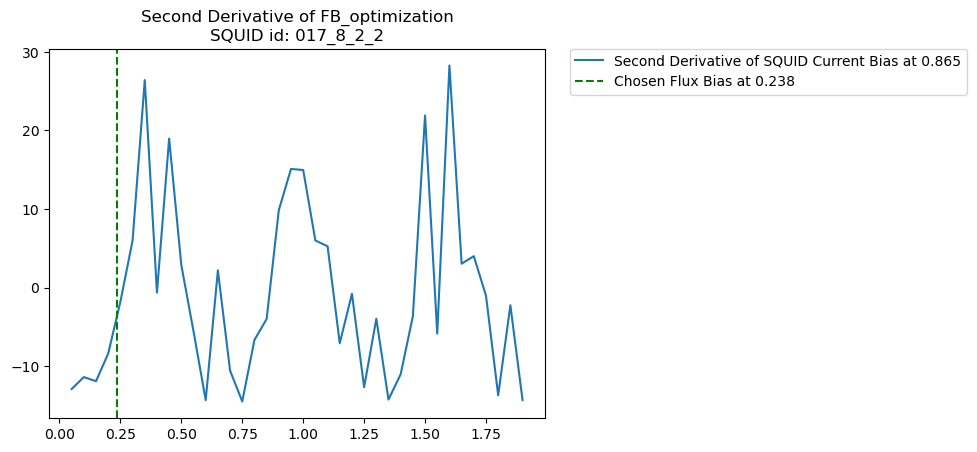 Second Derivative of FB_optimization
SQUID id: 017_8_2_2
Second Derivative of SQUID Current Bias at 0.865
Chosen Flux Bias at 0.238
30
20
10
0
−10
0.00 0.25 0.50 0.75 1.00 1.25 1.50 1.75